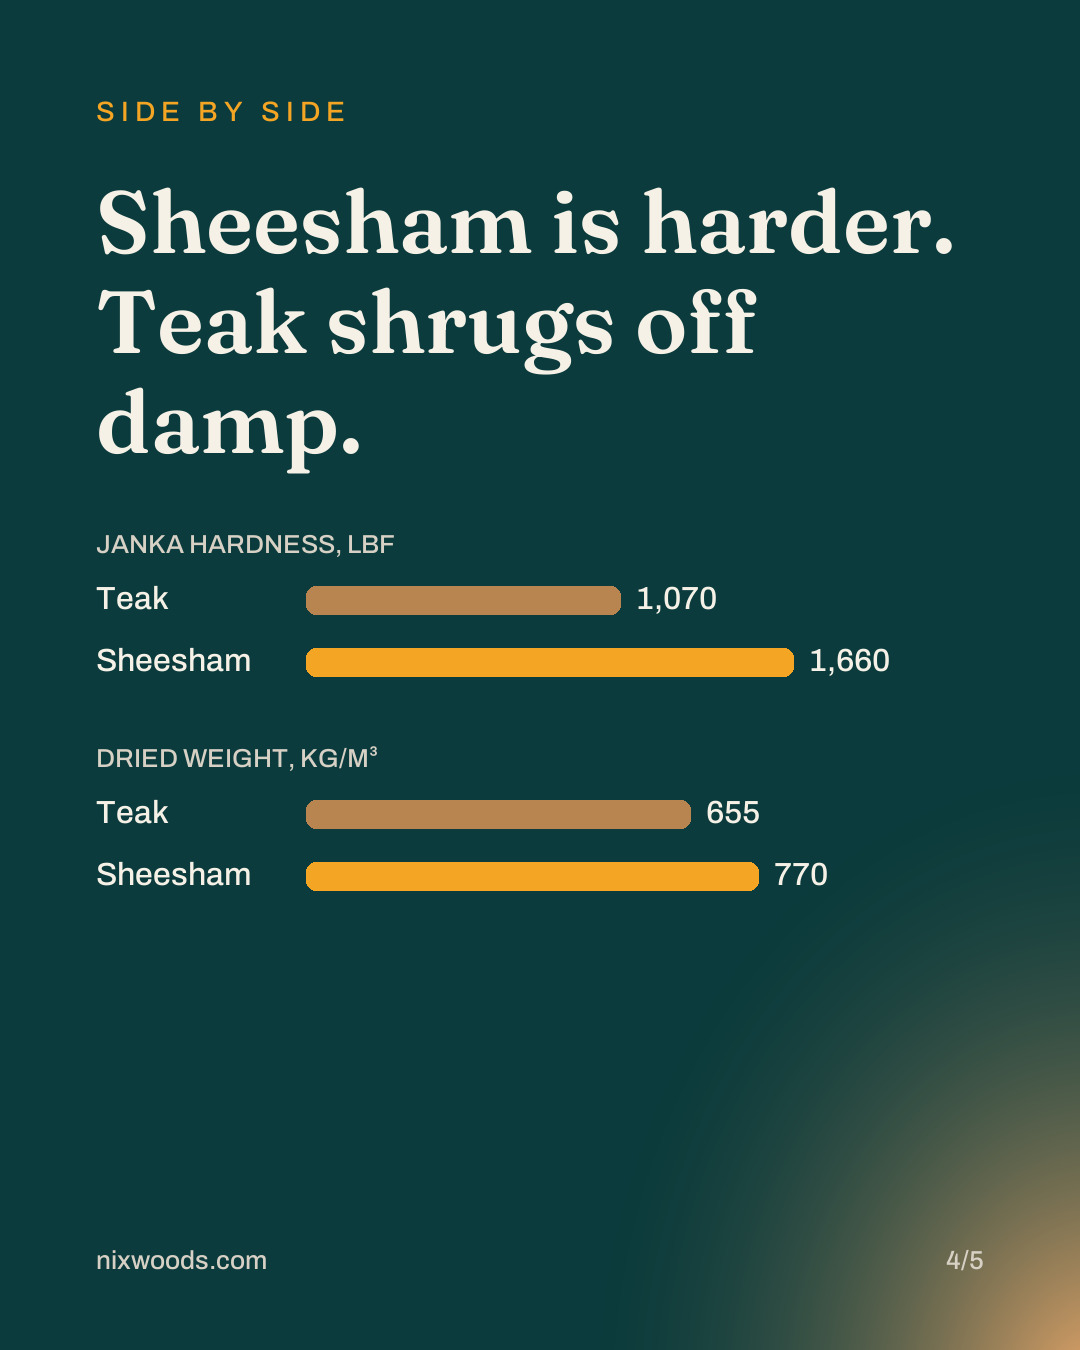 SIDE BY SIDE
Sheesham is harder.
Teak shrugs off
damp.
JANKA HARDNESS, LBF
Teak 1,070
Sheesham 1,660
DRIED WEIGHT, KG/M³
Teak 655
Sheesham 770
nixwoods.com 4/5